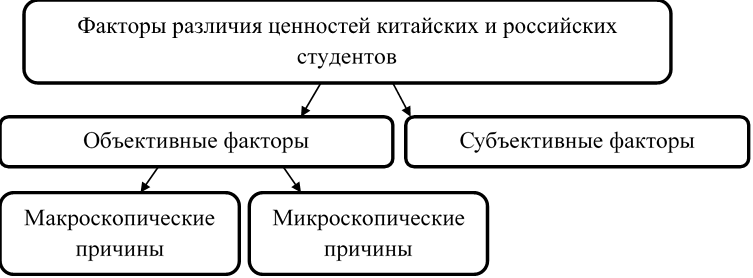 Факторы различия ценностей китайских и российских
студентов
Объективные факторы
Субъективные факторы
Макроскопические
причины
Микроскопические
причины